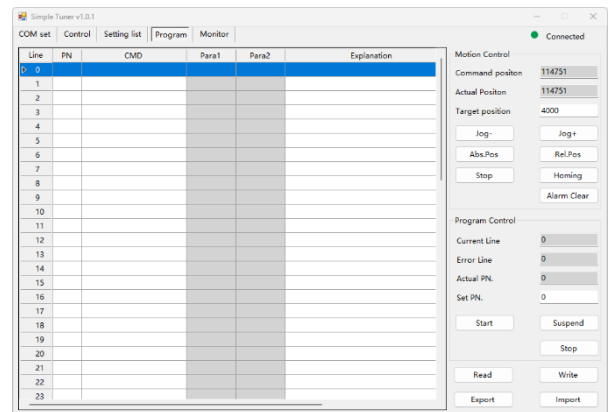 Simple Tuner v1.0.1
COM set Control Setting list Program Monitor
Connected
Line PN CMD Para1 Para2 Explanation
0
1
2
3
4
5
6
7
8
9
10
11
12
13
14
15
16
17
18
19
20
21
22
23
Motion Control
Command positon 114751
Actual Positon 114751
Target position 4000
Jog- Jog+
Abs.Pos Rel.Pos
Stop Homing
Alarm Clear
Program Control
Current Line 0
Error Line 0
Actual PN. 0
Set PN. 0
Start Suspend
Stop
Read Write
Export Import